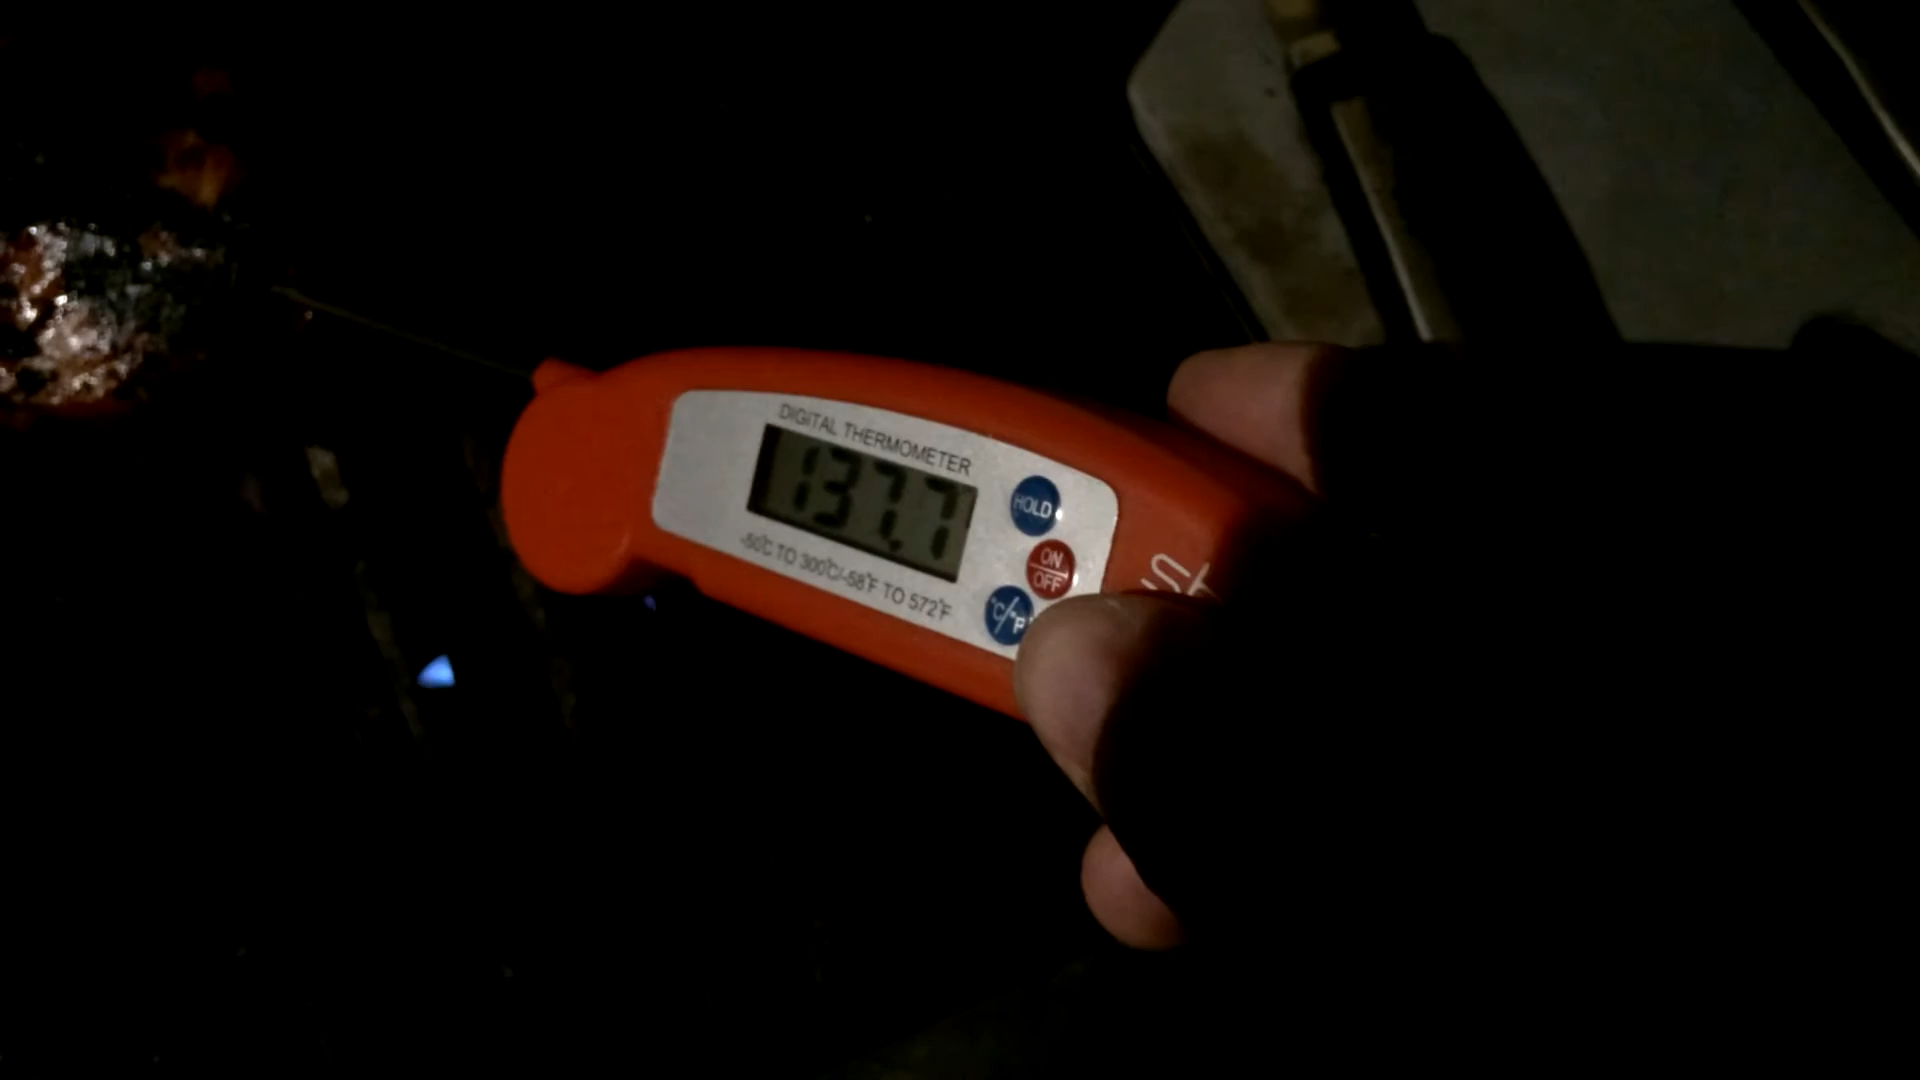 DIGITAL THERMOMETER
137.7
-50°C TO 300°C/-58°F TO 572°F
HOLD
ON
OFF
°C/°F